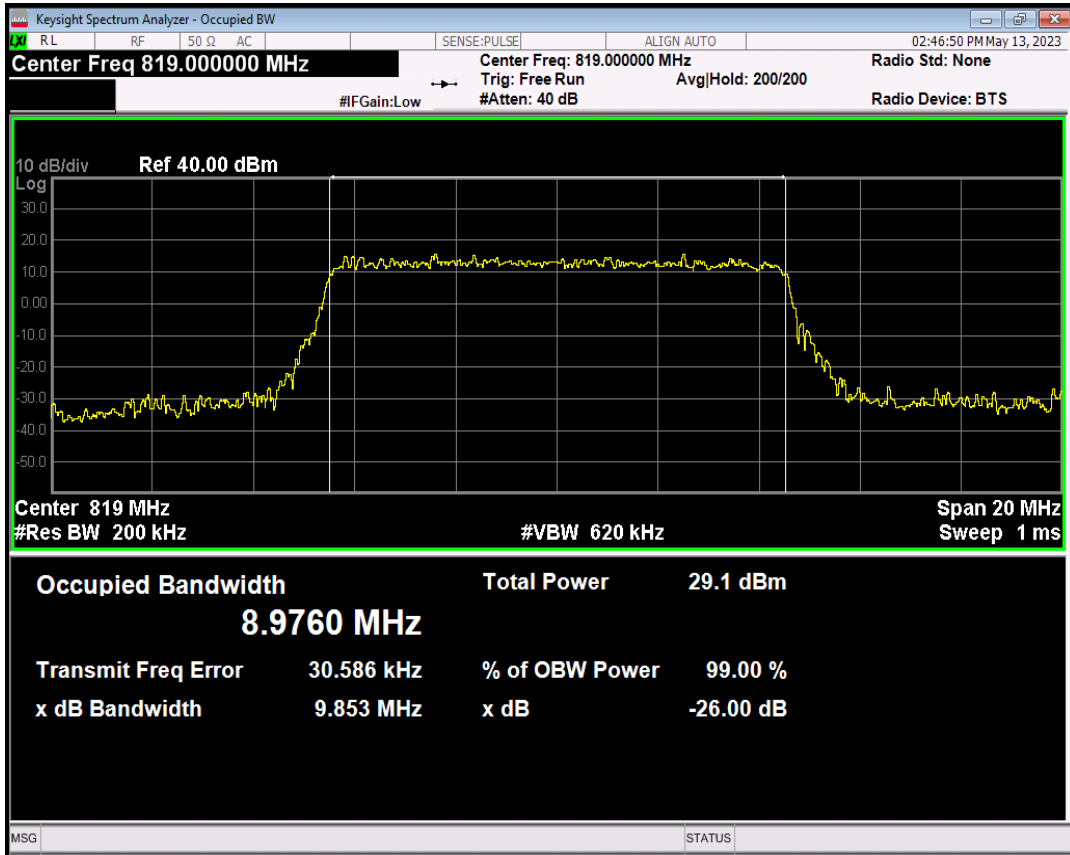 Keysight Spectrum Analyzer - Occupied BW
LXI RL RF 50 Ω AC SENSE:PULSE ALIGN AUTO 02:46:50 PM May 13, 2023
Center Freq 819.000000 MHz
Center Freq: 819.000000 MHz
Radio Std: None
Trig: Free Run Avg|Hold: 200/200
#IFGain:Low #Atten: 40 dB Radio Device: BTS
10 dB/div Ref 40.00 dBm
Log
30.0
20.0
10.0
0.00
-10.0
-20.0
-30.0
-40.0
-50.0
Center 819 MHz Span 20 MHz
#Res BW 200 kHz #VBW 620 kHz Sweep 1 ms
Occupied Bandwidth Total Power 29.1 dBm
8.9760 MHz
Transmit Freq Error 30.586 kHz % of OBW Power 99.00 %
x dB Bandwidth 9.853 MHz x dB -26.00 dB
MSG STATUS